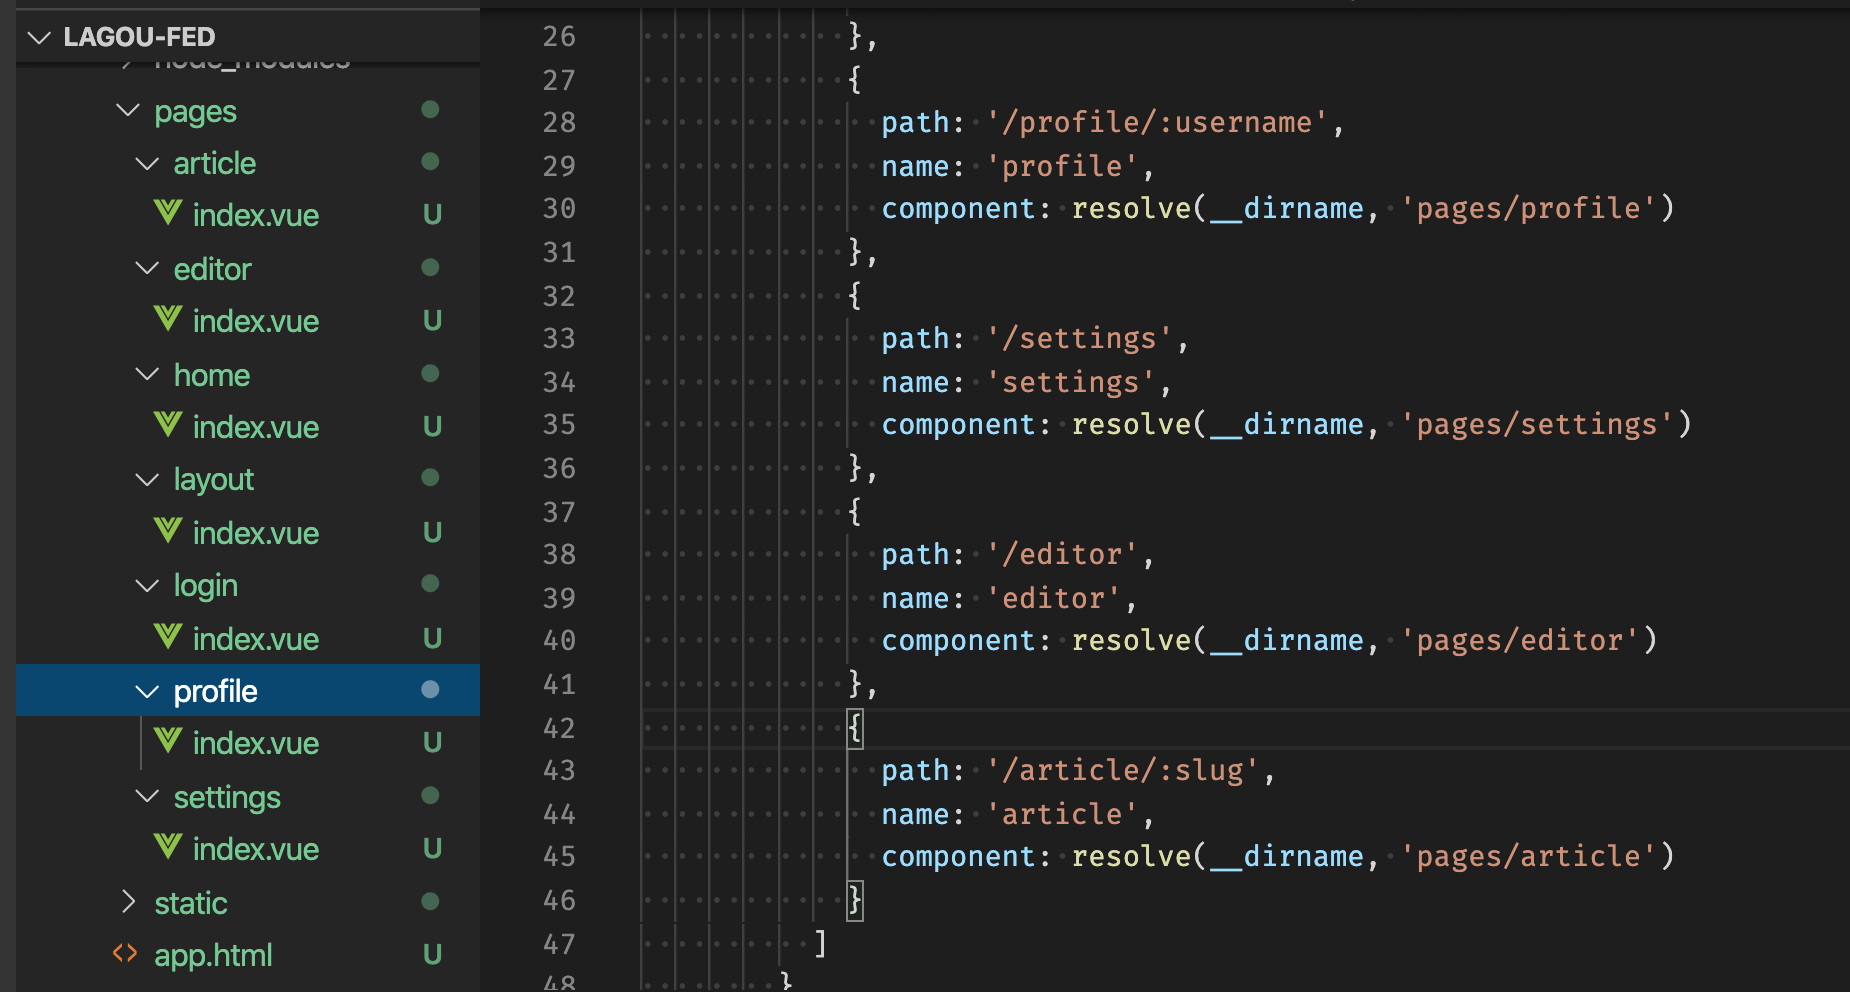 LAGOU-FED
node_modules
pages
article
index.vue U
editor
index.vue U
home
index.vue U
layout
index.vue U
login
index.vue U
profile
index.vue U
settings
index.vue U
static
app.html U
26 },
27 {
28 path: '/profile/:username',
29 name: 'profile',
30 component: resolve(__dirname, 'pages/profile')
31 },
32 {
33 path: '/settings',
34 name: 'settings',
35 component: resolve(__dirname, 'pages/settings')
36 },
37 {
38 path: '/editor',
39 name: 'editor',
40 component: resolve(__dirname, 'pages/editor')
41 },
42 {
43 path: '/article/:slug',
44 name: 'article',
45 component: resolve(__dirname, 'pages/article')
46 }
47 ]
48 }